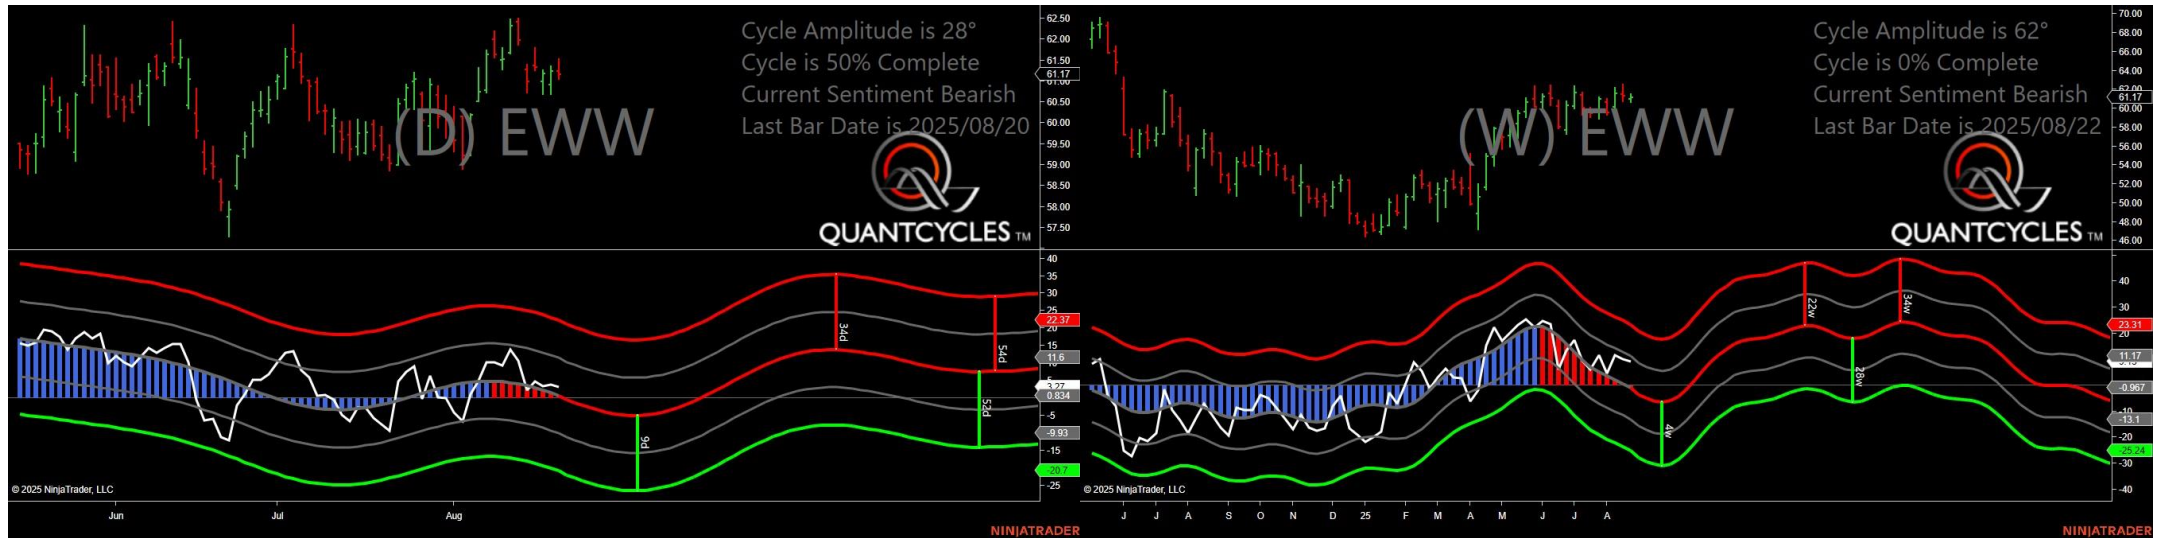 Cycle Amplitude is 28°
Cycle is 50% Complete
Current Sentiment Bearish
Last Bar Date is 2025/08/20
(D) EWW
QUANTCYCLES TM
62.50
62.00
61.50
61.17
61.00
60.50
60.00
59.50
59.00
58.50
58.00
57.50
40
35
30
25
22.37
20
15
11.6
5
3.27
0.834
-5
-9.93
-15
-20.7
-25
9d
34d
52d
54d
© 2025 NinjaTrader, LLC
Jun Jul Aug
NINJATRADER
Cycle Amplitude is 62°
Cycle is 0% Complete
Current Sentiment Bearish
Last Bar Date is 2025/08/22
(W) EWW
QUANTCYCLES TM
70.00
68.00
66.00
64.00
62.00
61.17
60.00
58.00
56.00
54.00
52.00
50.00
48.00
46.00
40
30
23.31
20
11.17
-0.967
-10
-13.1
-20
-25.24
-30
-40
4w
22w
28w
34w
© 2025 NinjaTrader, LLC
J J A S O N D 25 F M A M J J A
NINJATRADER